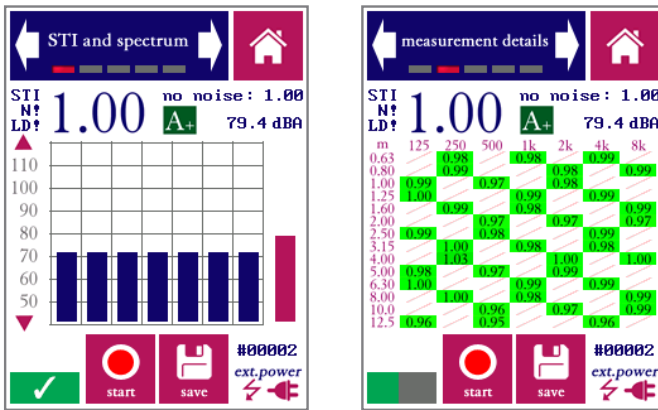 STI and spectrum
STI
N!
LD!
1.00
no noise: 1.00
A+
79.4 dBA
110
100
90
80
70
60
50
start
save
#00002
ext.power
measurement details
STI
N!
LD!
1.00
no noise: 1.00
A+
79.4 dBA
m 125 250 500 1k 2k 4k 8k
0.63 0.98 0.98 0.99
0.80 0.99 0.98 0.99
1.00 0.99 0.97 0.98
1.25 1.00 0.99 0.99
1.60 0.99 0.98 0.99
2.00 0.97 0.97 0.97
2.50 0.99 0.98 0.99
3.15 1.00 0.98 0.98
4.00 1.03 1.00 1.00
5.00 0.98 0.97 0.99
6.30 1.00 0.99 0.99
8.00 1.00 0.98 0.99
10.0 0.96 0.97 0.99
12.5 0.96 0.95 0.96
start
save
#00002
ext.power